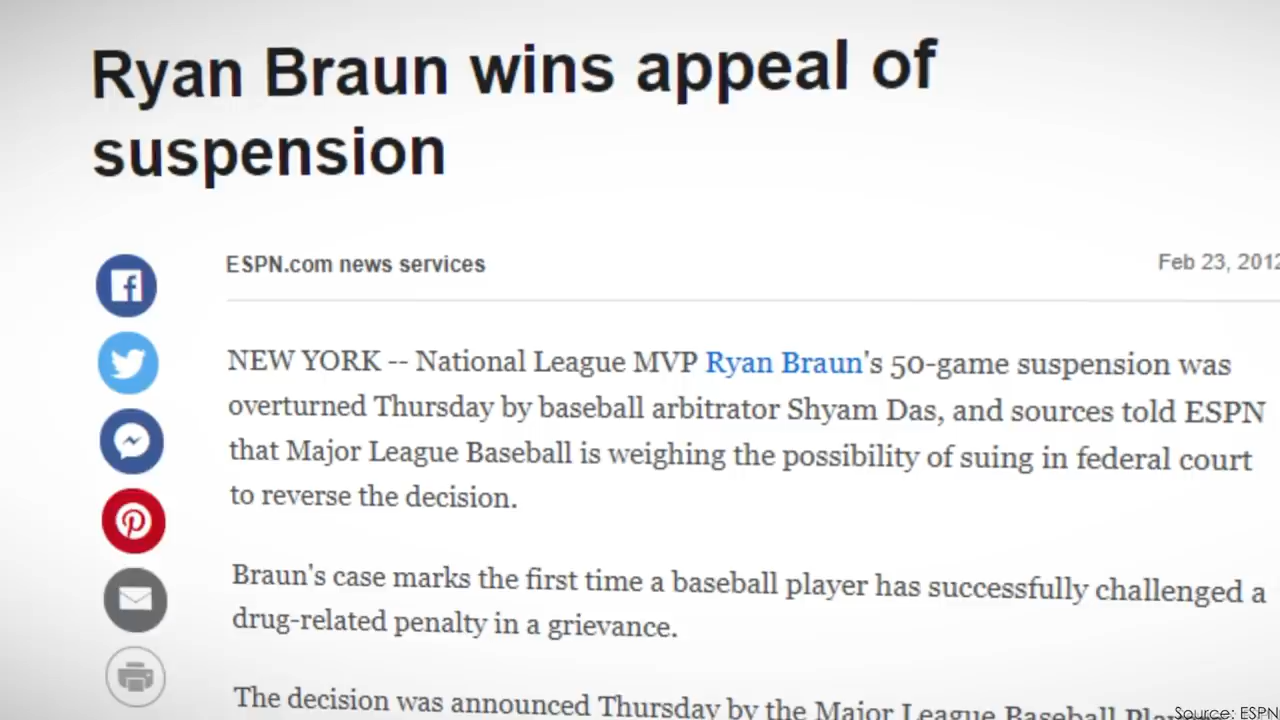 Ryan Braun wins appeal of
suspension
ESPN.com news services
Feb 23, 2012
NEW YORK -- National League MVP Ryan Braun's 50-game suspension was
overturned Thursday by baseball arbitrator Shyam Das, and sources told ESPN
that Major League Baseball is weighing the possibility of suing in federal court
to reverse the decision.
Braun's case marks the first time a baseball player has successfully challenged a
drug-related penalty in a grievance.
The decision was announced Thursday by the Major League Baseball
Source: ESPN